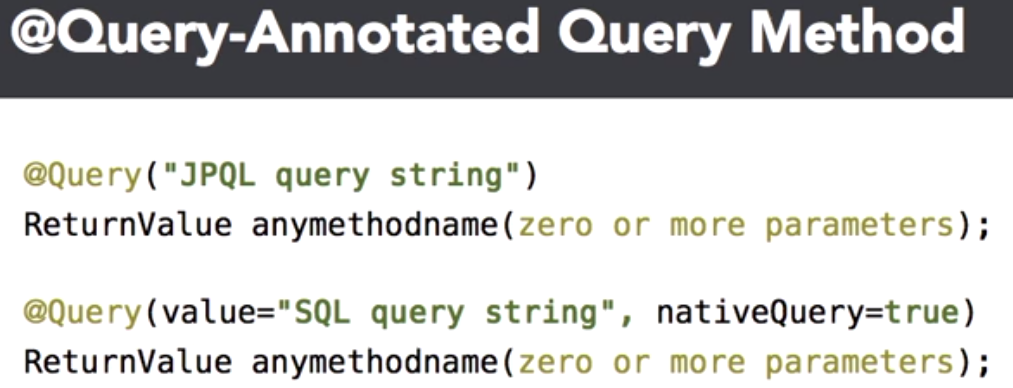 @Query-Annotated Query Method
@Query("JPQL query string")
ReturnValue anymethodname(zero or more parameters);
@Query(value="SQL query string", nativeQuery=true)
ReturnValue anymethodname(zero or more parameters);